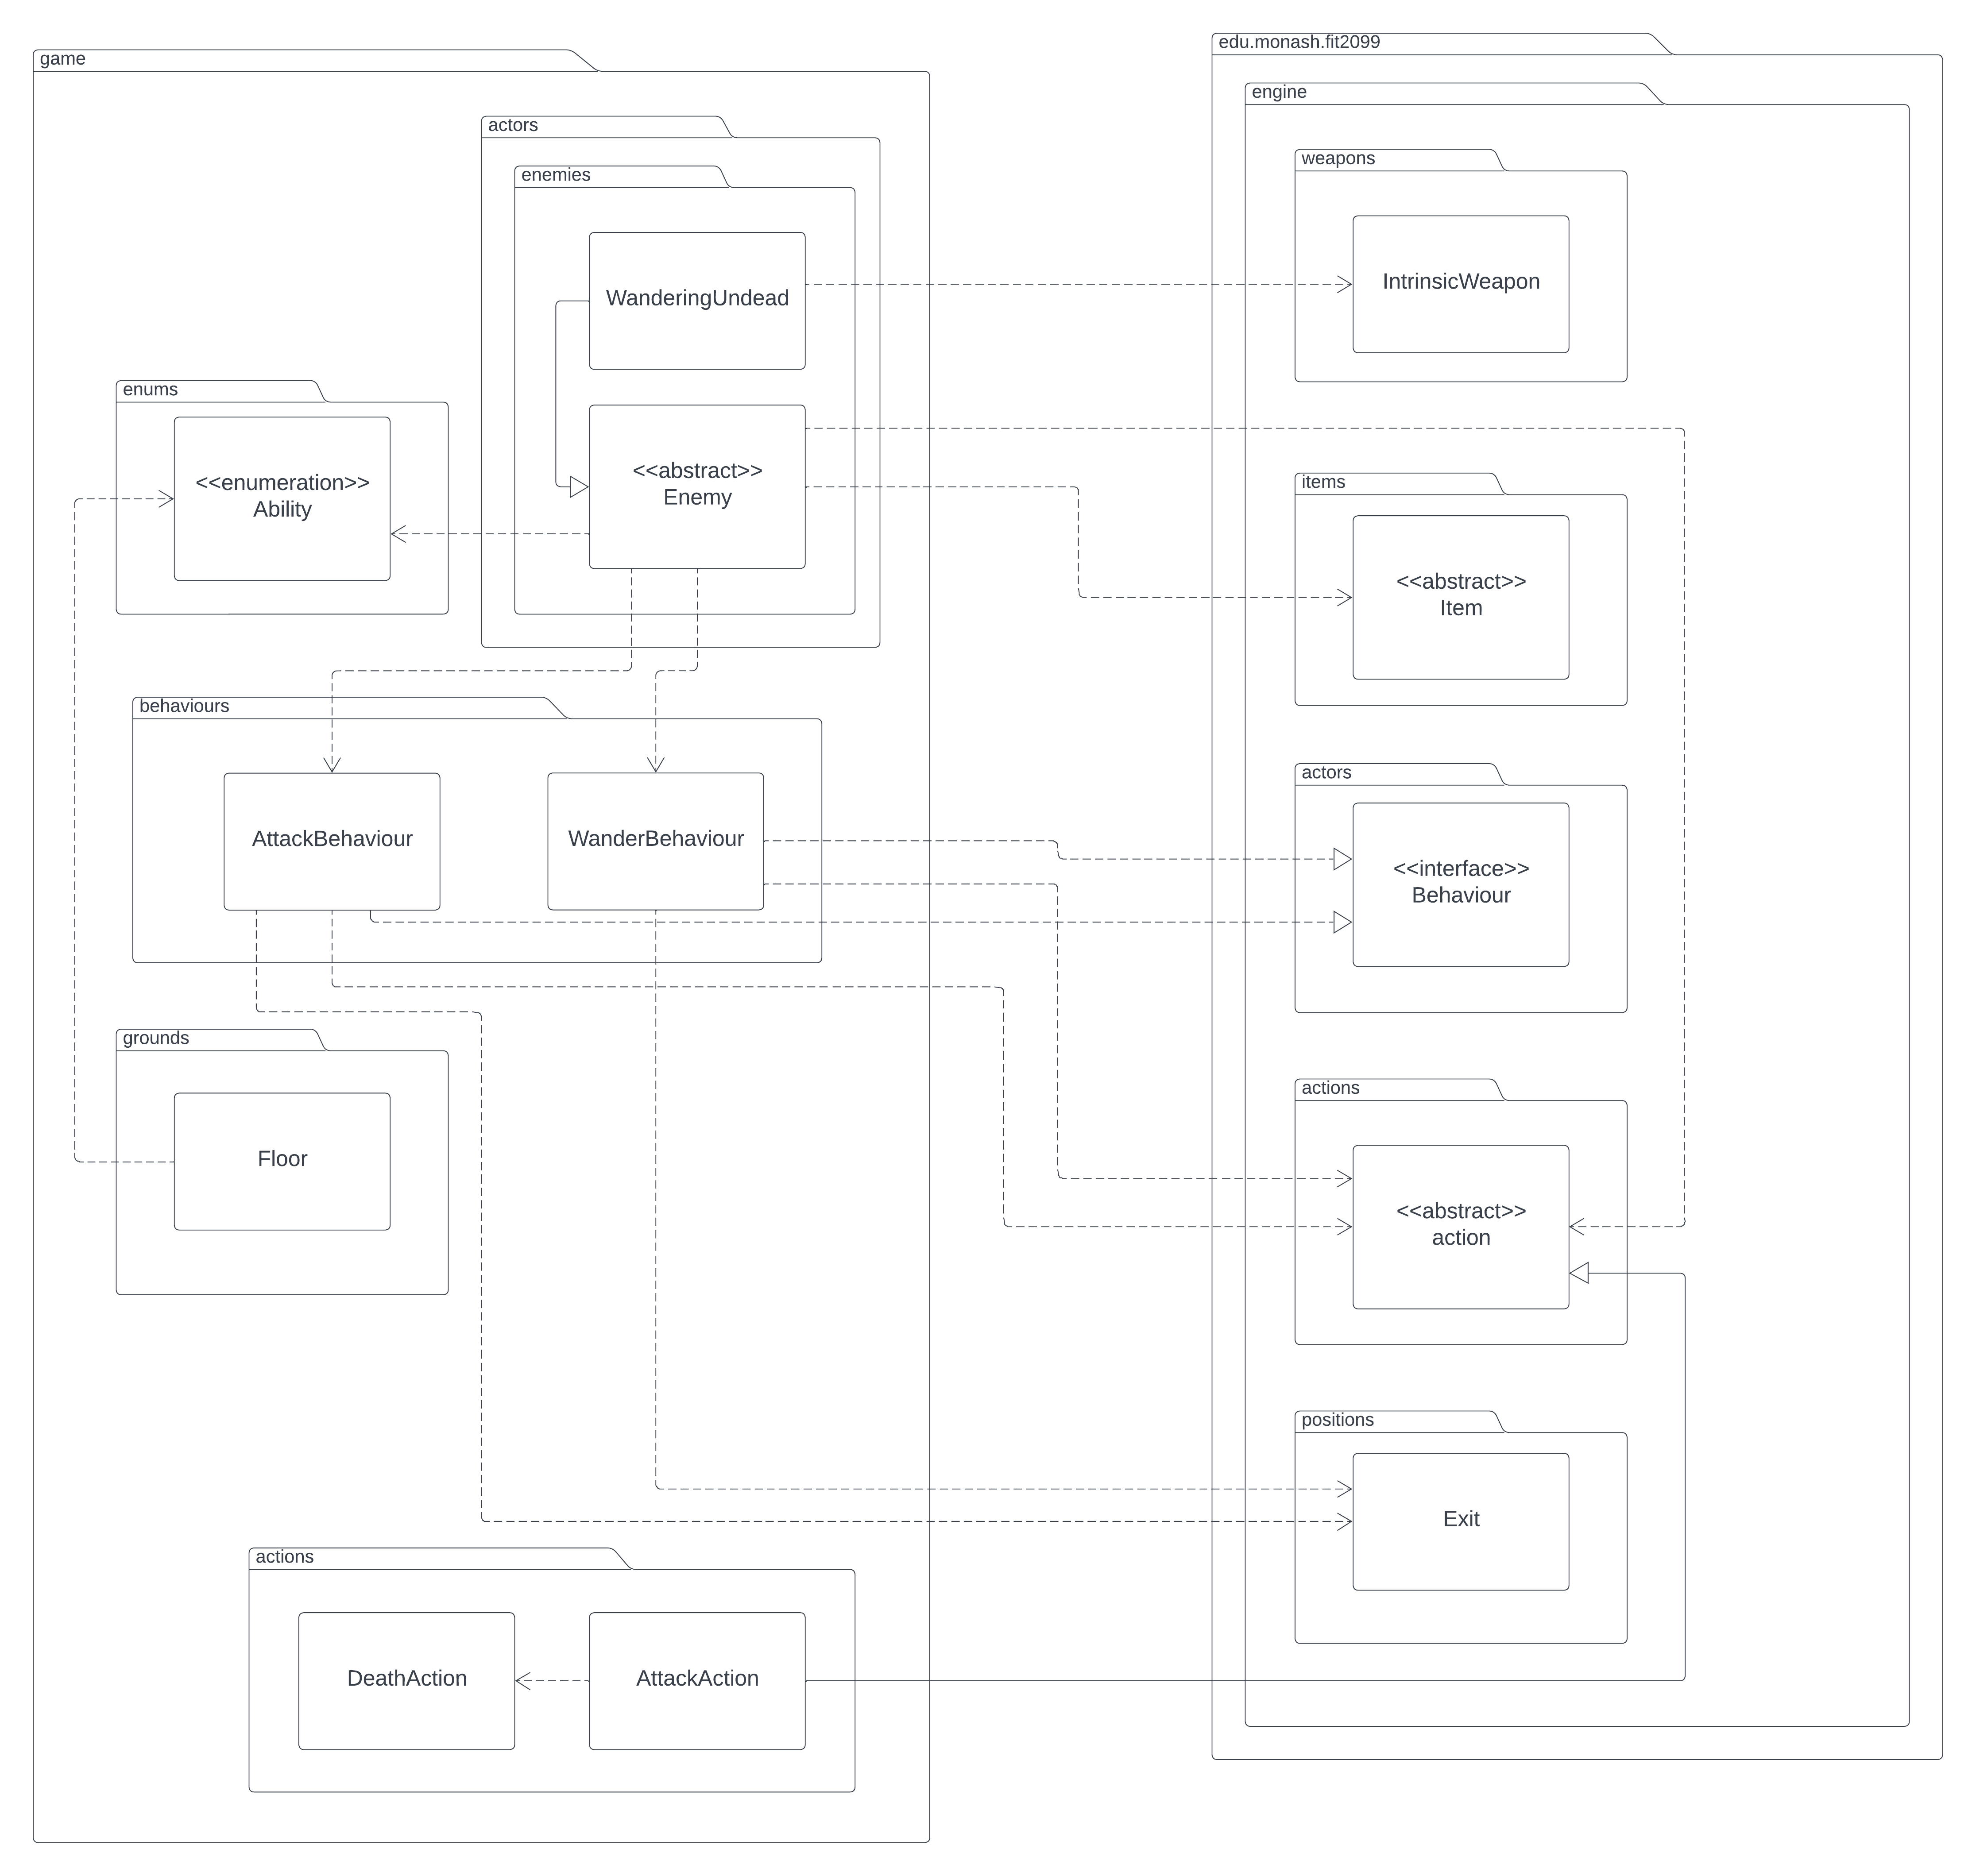 game
actors
enemies
WanderingUndead
<<abstract>>
Enemy
enums
<<enumeration>>
Ability
behaviours
AttackBehaviour
WanderBehaviour
grounds
Floor
actions
DeathAction
AttackAction
edu.monash.fit2099
engine
weapons
IntrinsicWeapon
items
<<abstract>>
Item
actors
<<interface>>
Behaviour
actions
<<abstract>>
action
positions
Exit